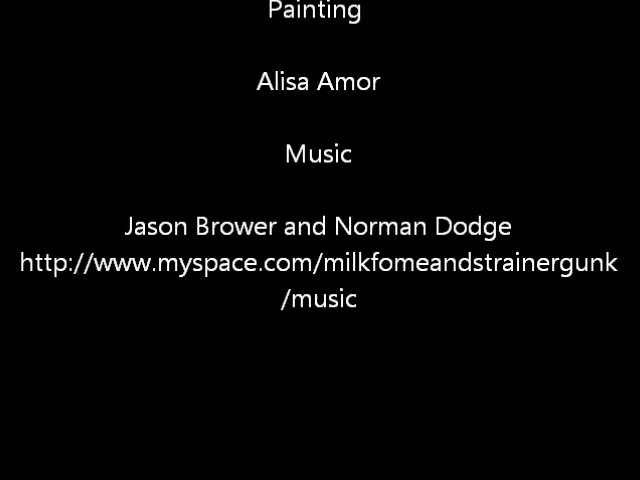 Painting
Alisa Amor
Music
Jason Brower and Norman Dodge
http://www.myspace.com/milkfomeandstrainergunk
/music